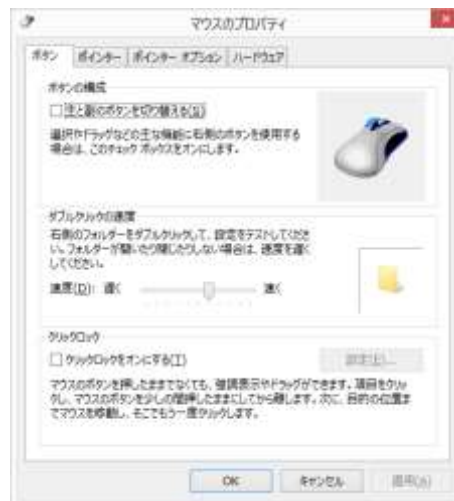 マウスのプロパティ
ボタン ポインター ポインター オプション ハードウェア
ボタンの構成
主と副のボタンを切り替える(S)
選択やドラッグなどの主な機能に右側のボタンを使用する
場合は、このチェック ボックスをオンにします。
ダブルクリックの速度
右側のフォルダーをダブルクリックして、設定をテストしてくださ
い。フォルダーが開いたり閉じたりしない場合は、速度を遅く
してください。
速度(D): 遅く 速く
クリックロック
クリックロックをオンにする(T)
設定(E)...
マウスのボタンを押したままでなくても、強調表示やドラッグができます。項目をクリッ
クし、マウスのボタンを少しの間押したままにしてから離します。次に、目的の位置ま
でマウスを移動し、そこでもう一度クリックします。
OK キャンセル 適用(A)